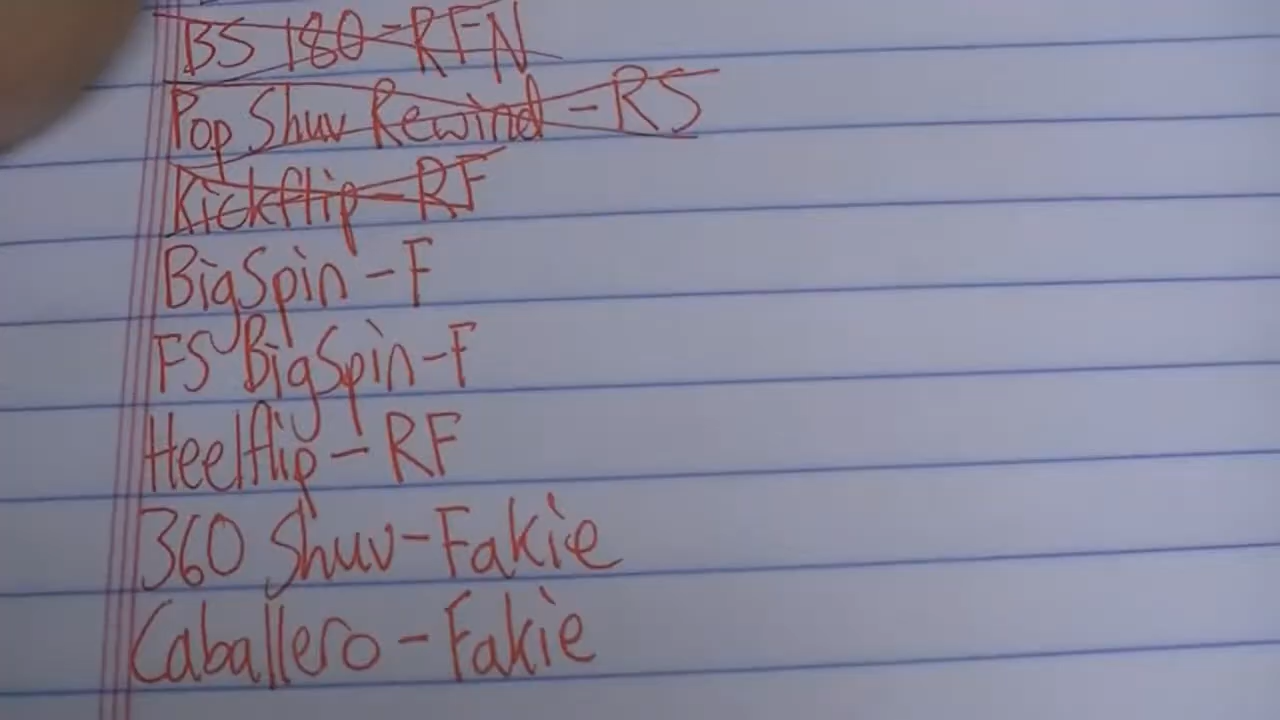 BS 180-RFN
Pop Shuv Rewind-RS
Kickflip-RF
BigSpin-F
FS BigSpin-F
Heelflip-RF
360 Shuv-Fakie
Caballero-Fakie